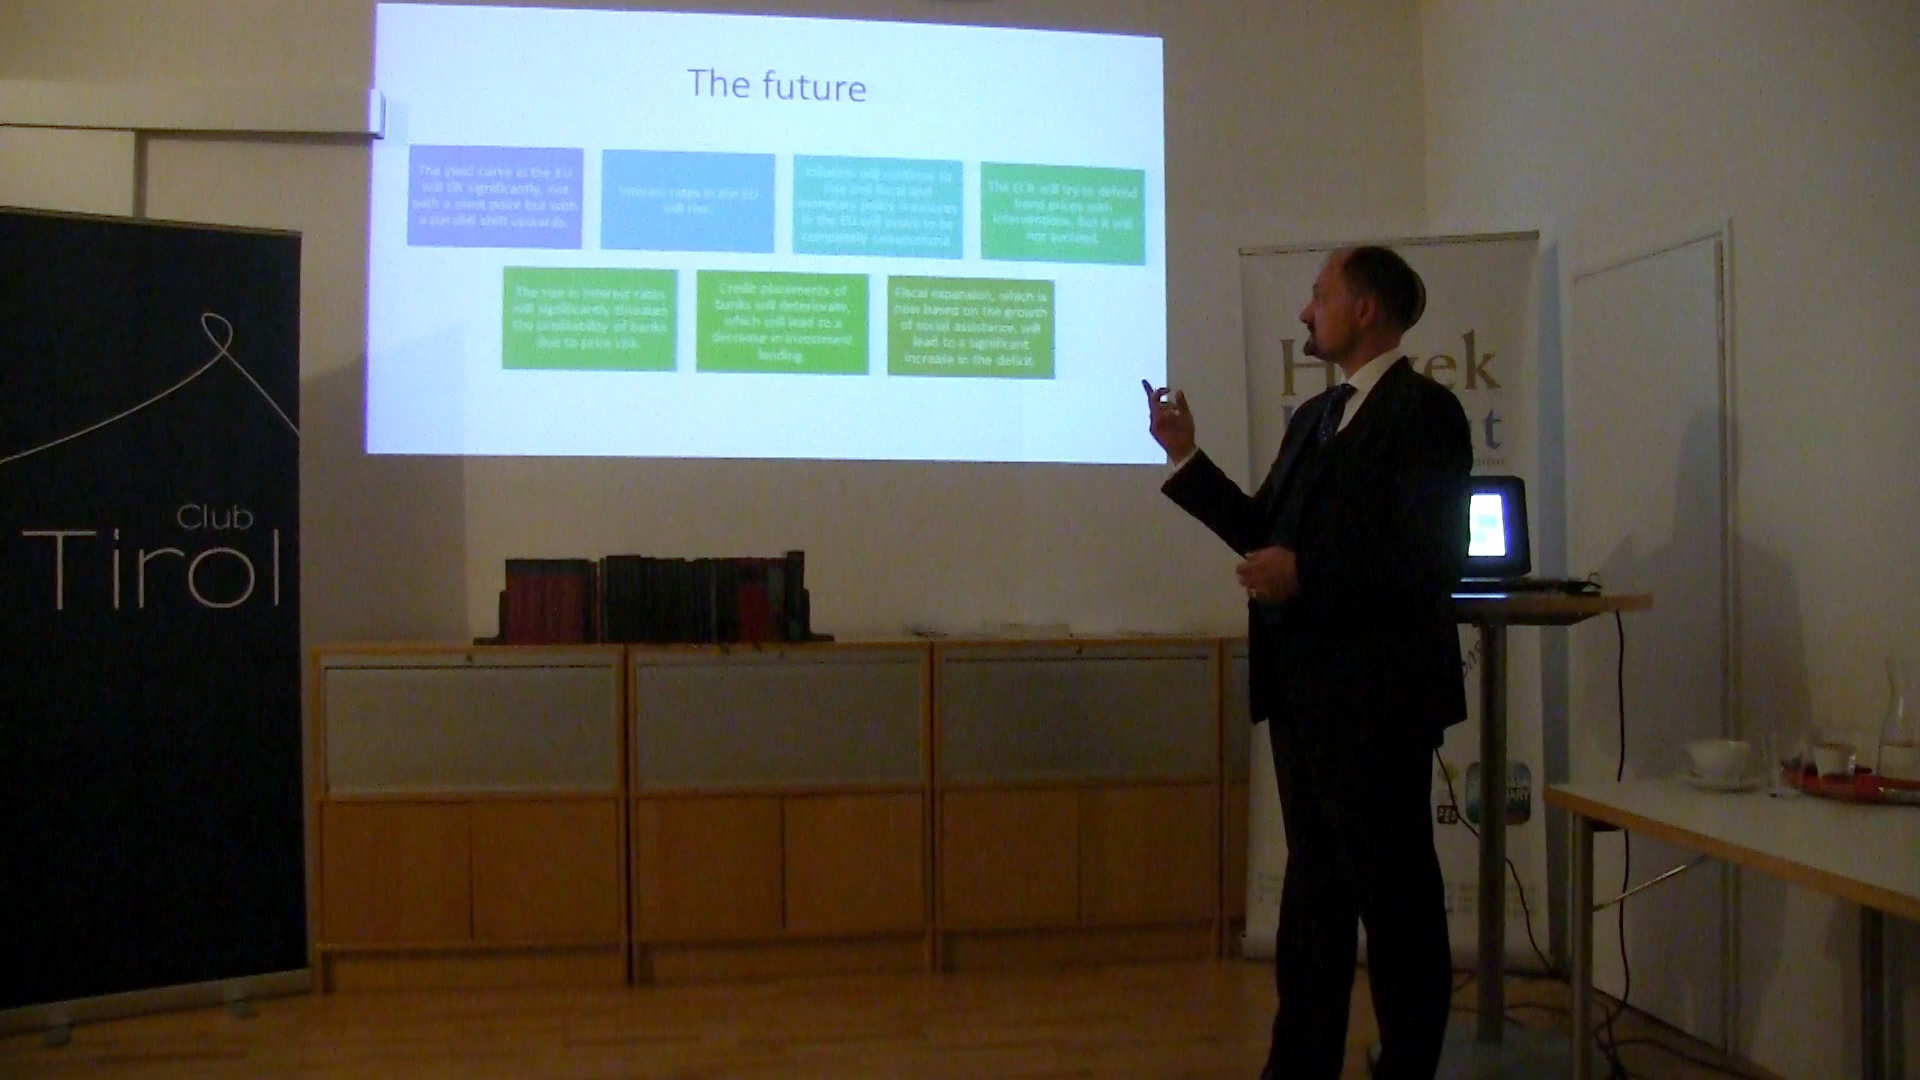 The future
The yield curve in the EU
will tilt significantly, not
with a pivot point but with
a parallel shift upwards.
Interest rates in the EU
will rise.
Inflation will continue to
rise and fiscal and
monetary policy measures
in the EU will prove to be
completely
The will try to defend
bond prices with
interventions, but it will
not succeed.
The rise in interest rates
will significantly threaten
the profitability of banks
due to price risk.
Credit placements of
banks will deteriorate,
which will lead to a
decrease in investment
lending.
Fiscal expansion, which is
now based on the growth
of social assistance, will
lead to a significant
increase in the deficit.
Club
Tirol